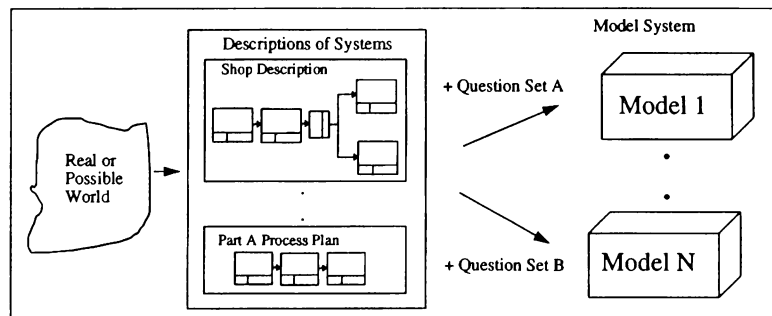 Real or
Possible
World
Descriptions of Systems
Shop Description
Part A Process Plan
+ Question Set A
+ Question Set B
Model System
Model 1
Model N